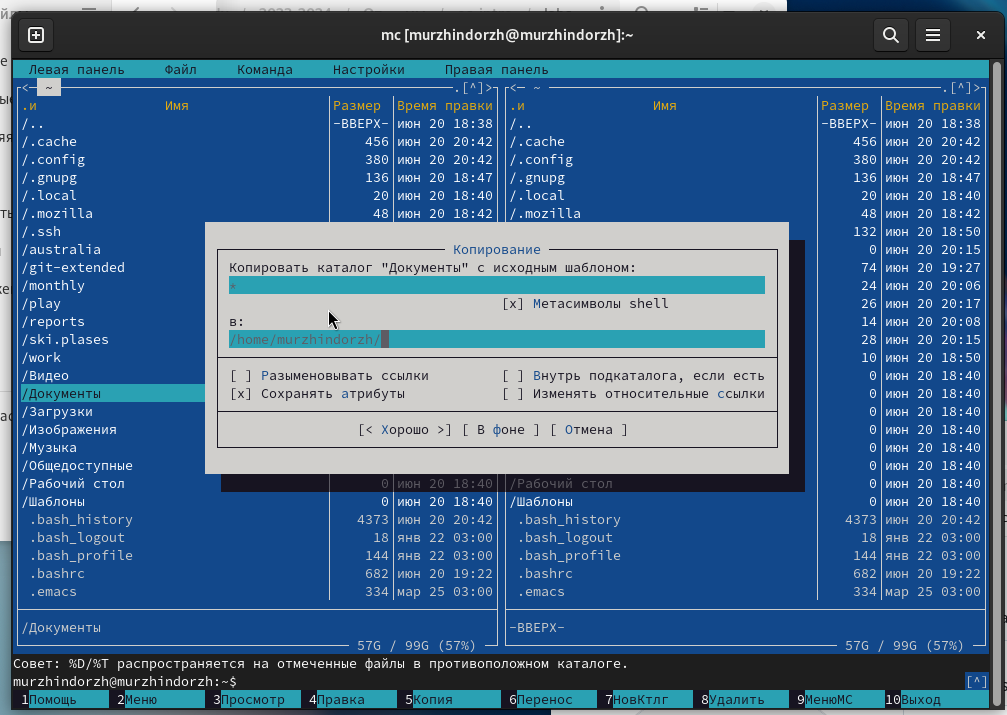 mc [murzhindorzh@murzhindorzh]:~
Левая панель Файл Команда Настройки Правая панель
<─ ~ .[^]> <─ ~ .[^]>
.и Имя Размер Время правки .и Имя Размер Время правки
/.. -ВВЕРХ- июн 20 18:38 /.. -ВВЕРХ- июн 20 18:38
/.cache 456 июн 20 20:42 /.cache 456 июн 20 20:42
/.config 380 июн 20 20:42 /.config 380 июн 20 20:42
/.gnupg 136 июн 20 18:47 /.gnupg 136 июн 20 18:47
/.local 20 июн 20 18:40 /.local 20 июн 20 18:40
/.mozilla 48 июн 20 18:42 /.mozilla 48 июн 20 18:42
/.ssh 132 июн 20 18:50
/australia 0 июн 20 20:15
/git-extended 74 июн 20 19:27
/monthly 24 июн 20 20:06
/play 26 июн 20 20:17
/reports 14 июн 20 20:08
/ski.plases 28 июн 20 20:15
/work 10 июн 20 18:50
/Видео 0 июн 20 18:40
/Документы 0 июн 20 18:40
/Загрузки 0 июн 20 18:40
/Изображения 0 июн 20 18:40
/Музыка 0 июн 20 18:40
/Общедоступные 0 июн 20 18:40
/Рабочий стол 0 июн 20 18:40 /Рабочий стол 0 июн 20 18:40
/Шаблоны 0 июн 20 18:40 /Шаблоны 0 июн 20 18:40
.bash_history 4373 июн 20 20:42 .bash_history 4373 июн 20 20:42
.bash_logout 18 янв 22 03:00 .bash_logout 18 янв 22 03:00
.bash_profile 144 янв 22 03:00 .bash_profile 144 янв 22 03:00
.bashrc 682 июн 20 19:22 .bashrc 682 июн 20 19:22
.emacs 334 мар 25 03:00 .emacs 334 мар 25 03:00
/Документы -ВВЕРХ-
57G / 99G (57%) 57G / 99G (57%)
Копирование
Копировать каталог "Документы" с исходным шаблоном:
*
[x] Метасимволы shell
в:
/home/murzhindorzh/
[ ] Разыменовывать ссылки [ ] Внутрь подкаталога, если есть
[x] Сохранять атрибуты [ ] Изменять относительные ссылки
[< Хорошо >] [ В фоне ] [ Отмена ]
Совет: %D/%T распространяется на отмеченные файлы в противоположном каталоге.
murzhindorzh@murzhindorzh:~$ [^]
1Помощь 2Меню 3Просмотр 4Правка 5Копия 6Перенос 7НовКтлг 8Удалить 9МенюMC 10Выход